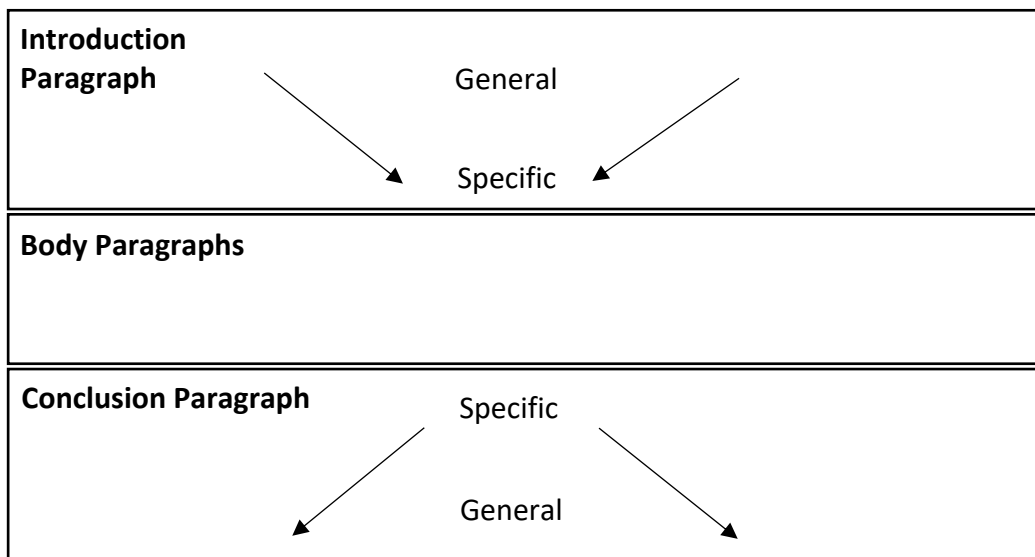 Introduction
Paragraph
General
Specific
Body Paragraphs
Conclusion Paragraph
Specific
General